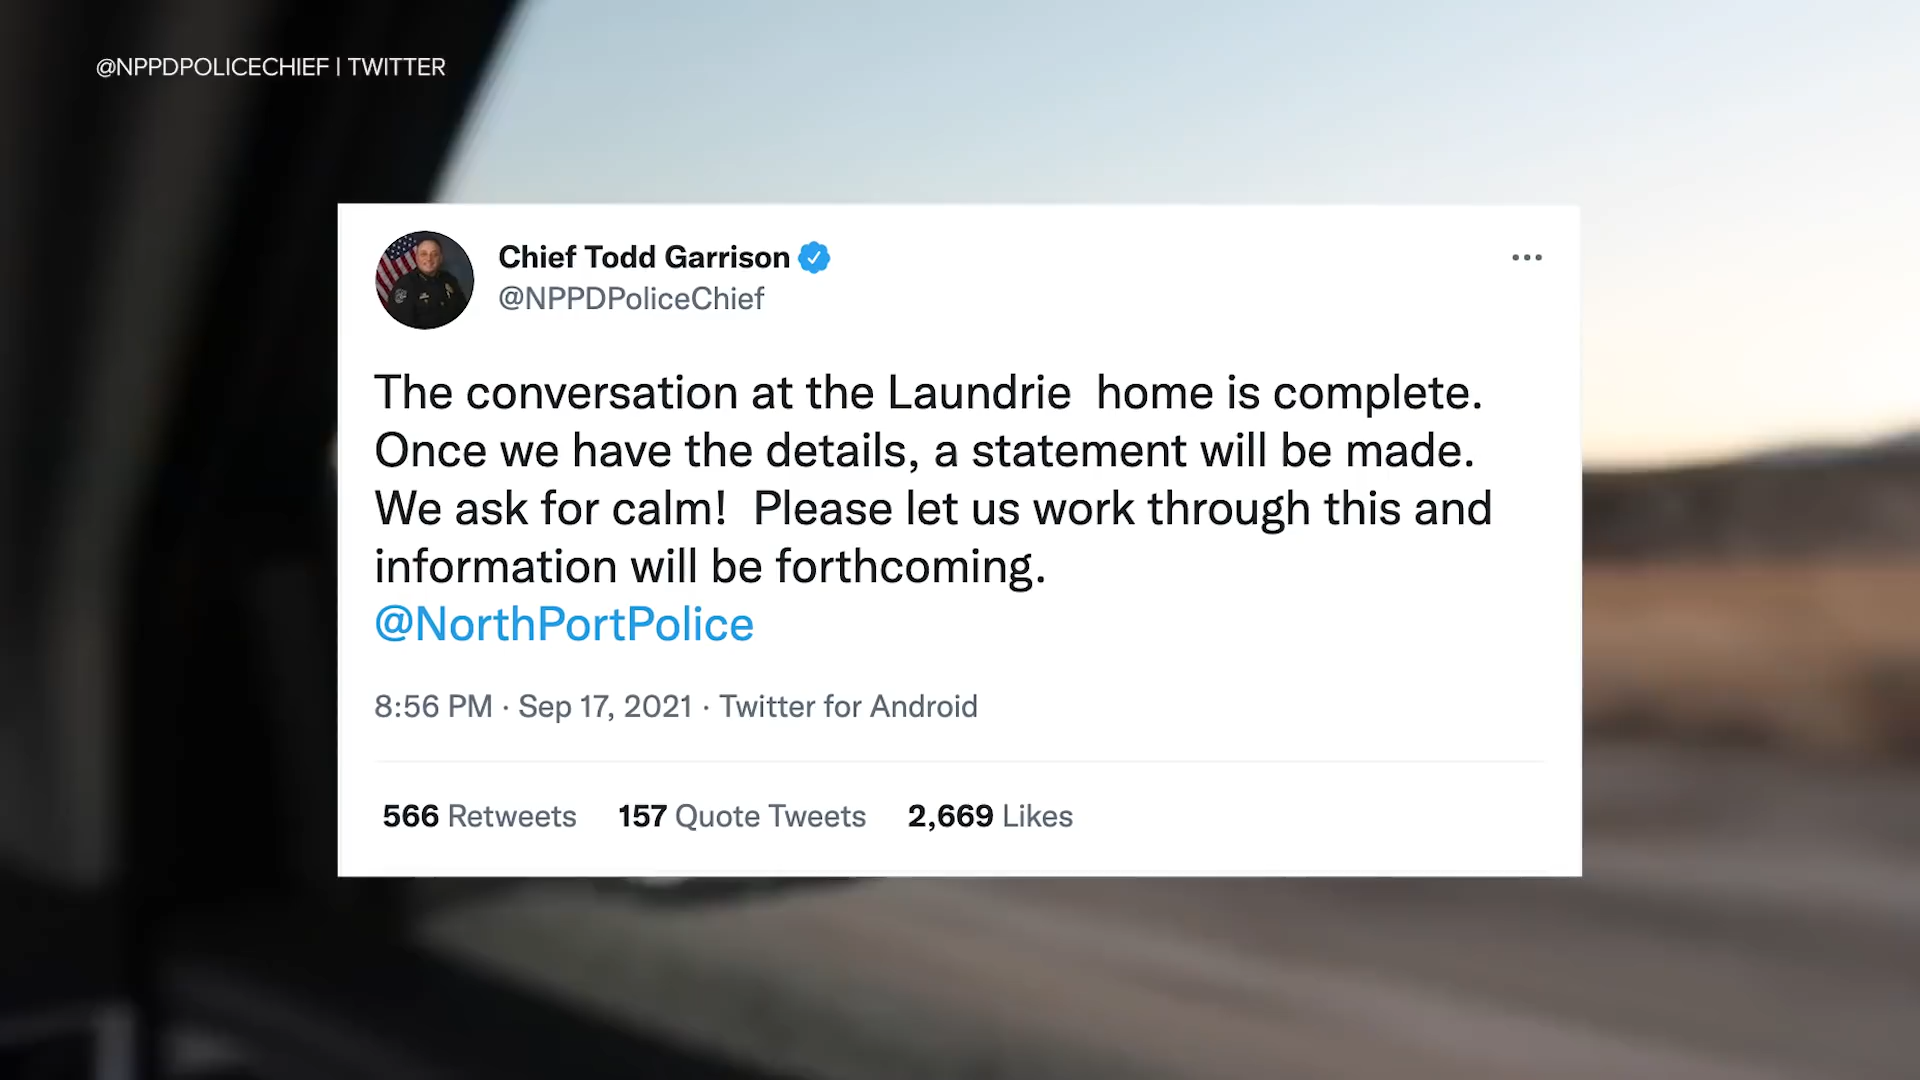 @NPPDPOLICECHIEF | TWITTER
Chief Todd Garrison
@NPPDPoliceChief
The conversation at the Laundrie  home is complete.
Once we have the details, a statement will be made.
We ask for calm!  Please let us work through this and
information will be forthcoming.
@NorthPortPolice
8:56 PM · Sep 17, 2021 · Twitter for Android
566 Retweets 157 Quote Tweets 2,669 Likes